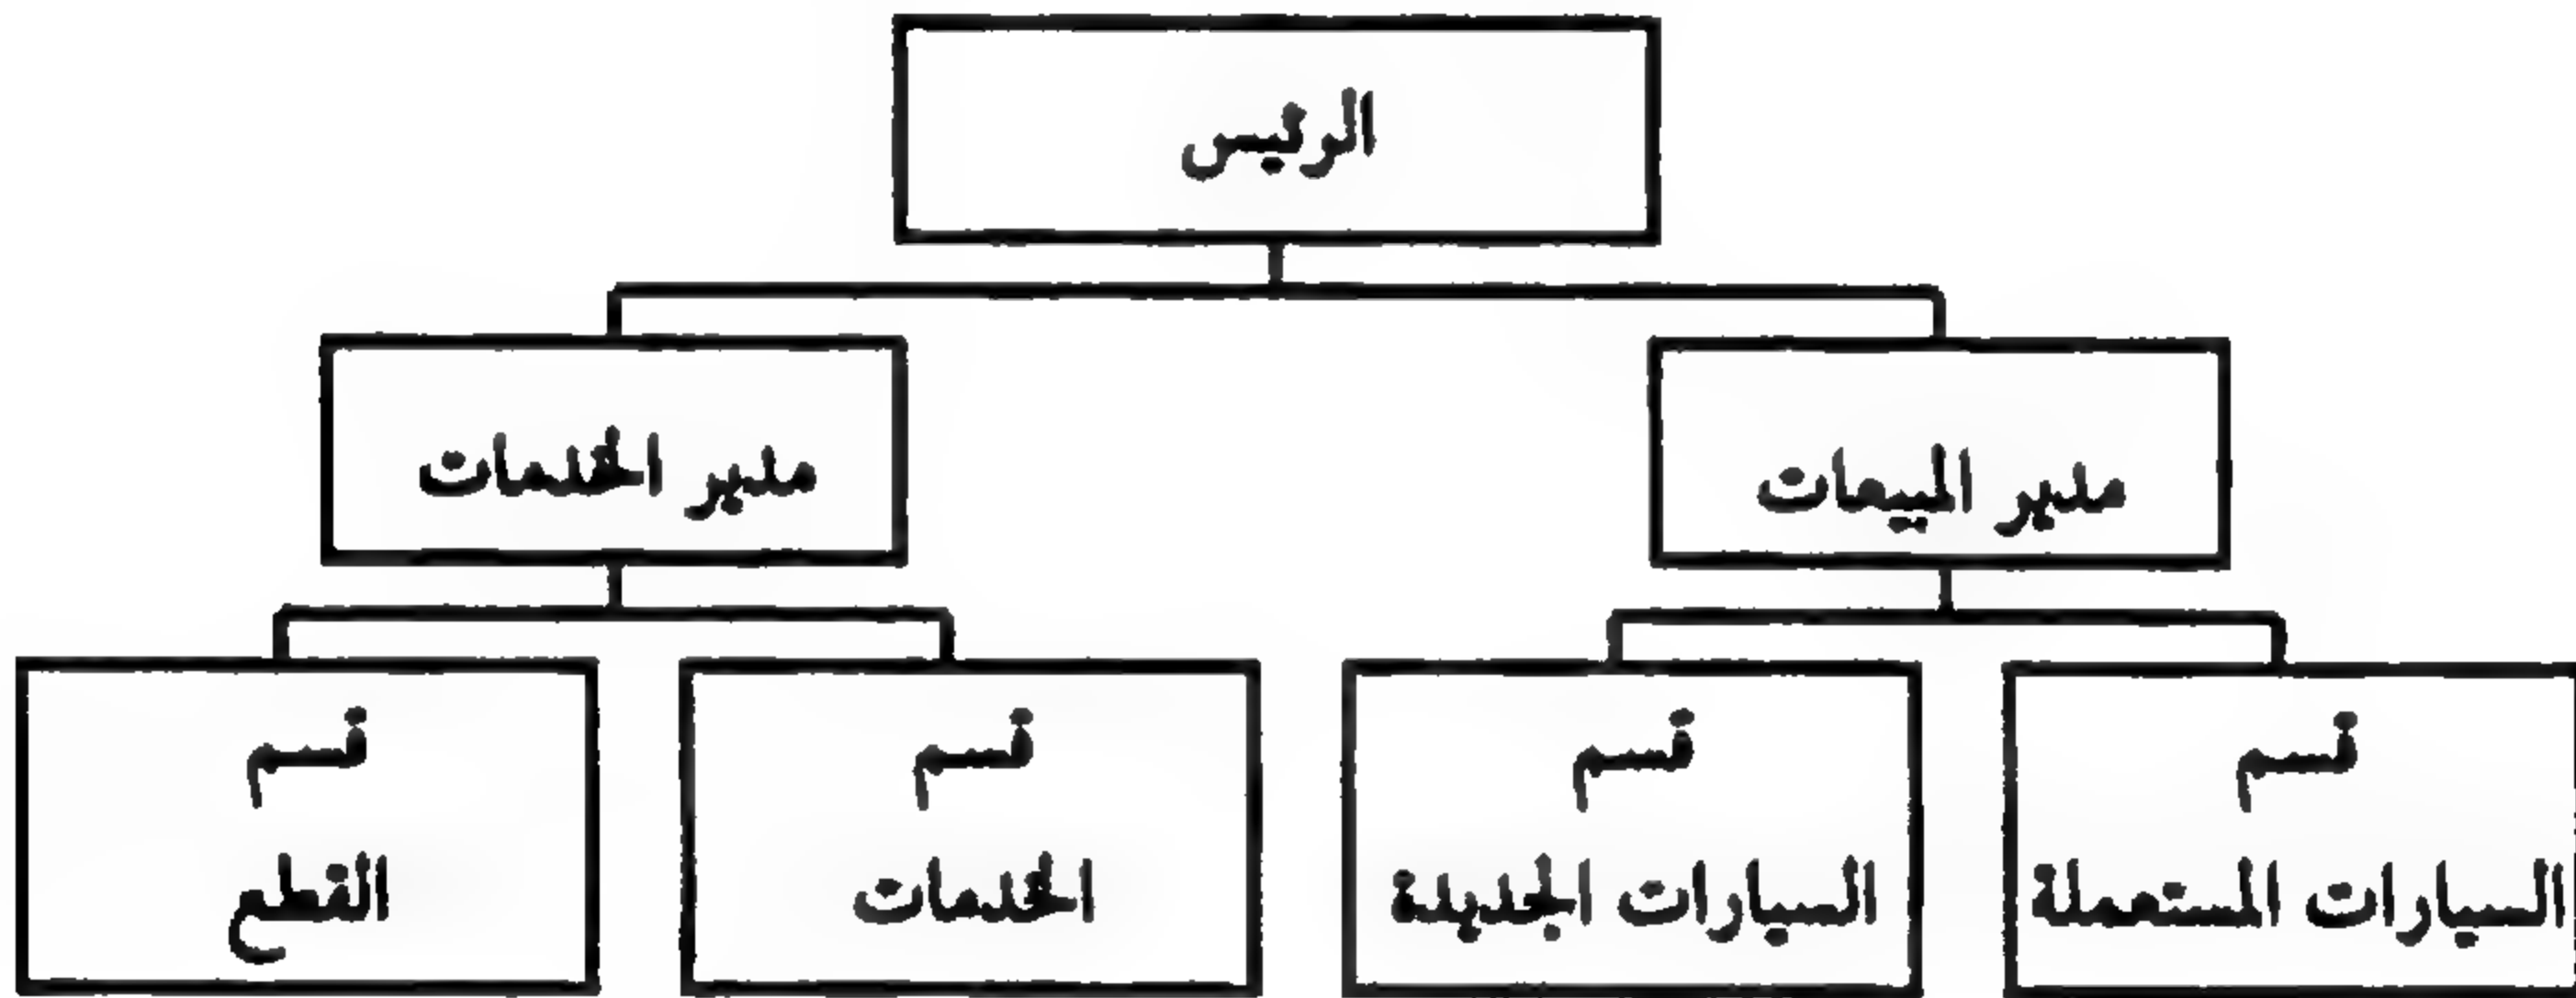 الرئيس
مدير المبيعات
مدير الخدمات
قسم
السيارات المستعملة
قسم
السيارات الجديدة
قسم
الخدمات
قسم
القطع